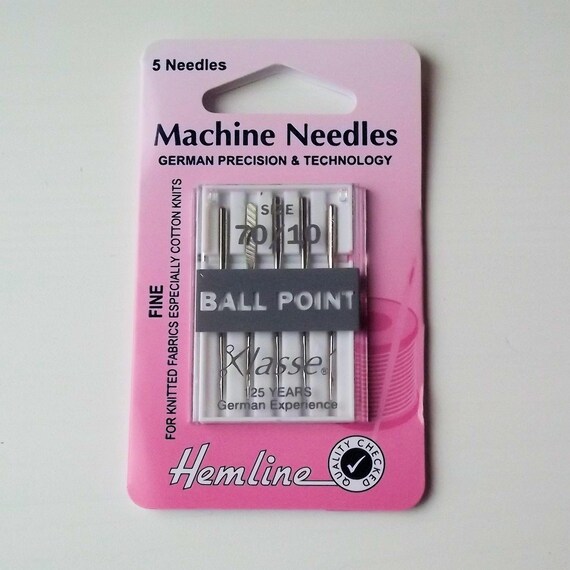 5 Needles
Machine Needles
GERMAN PRECISION & TECHNOLOGY
FINE
FOR KNITTED FABRICS ESPECIALLY COTTON KNITS
SIZE
70/10
BALL POINT
Klassé®
125 YEARS
German Experience
Hemline
QUALITY CHECKED